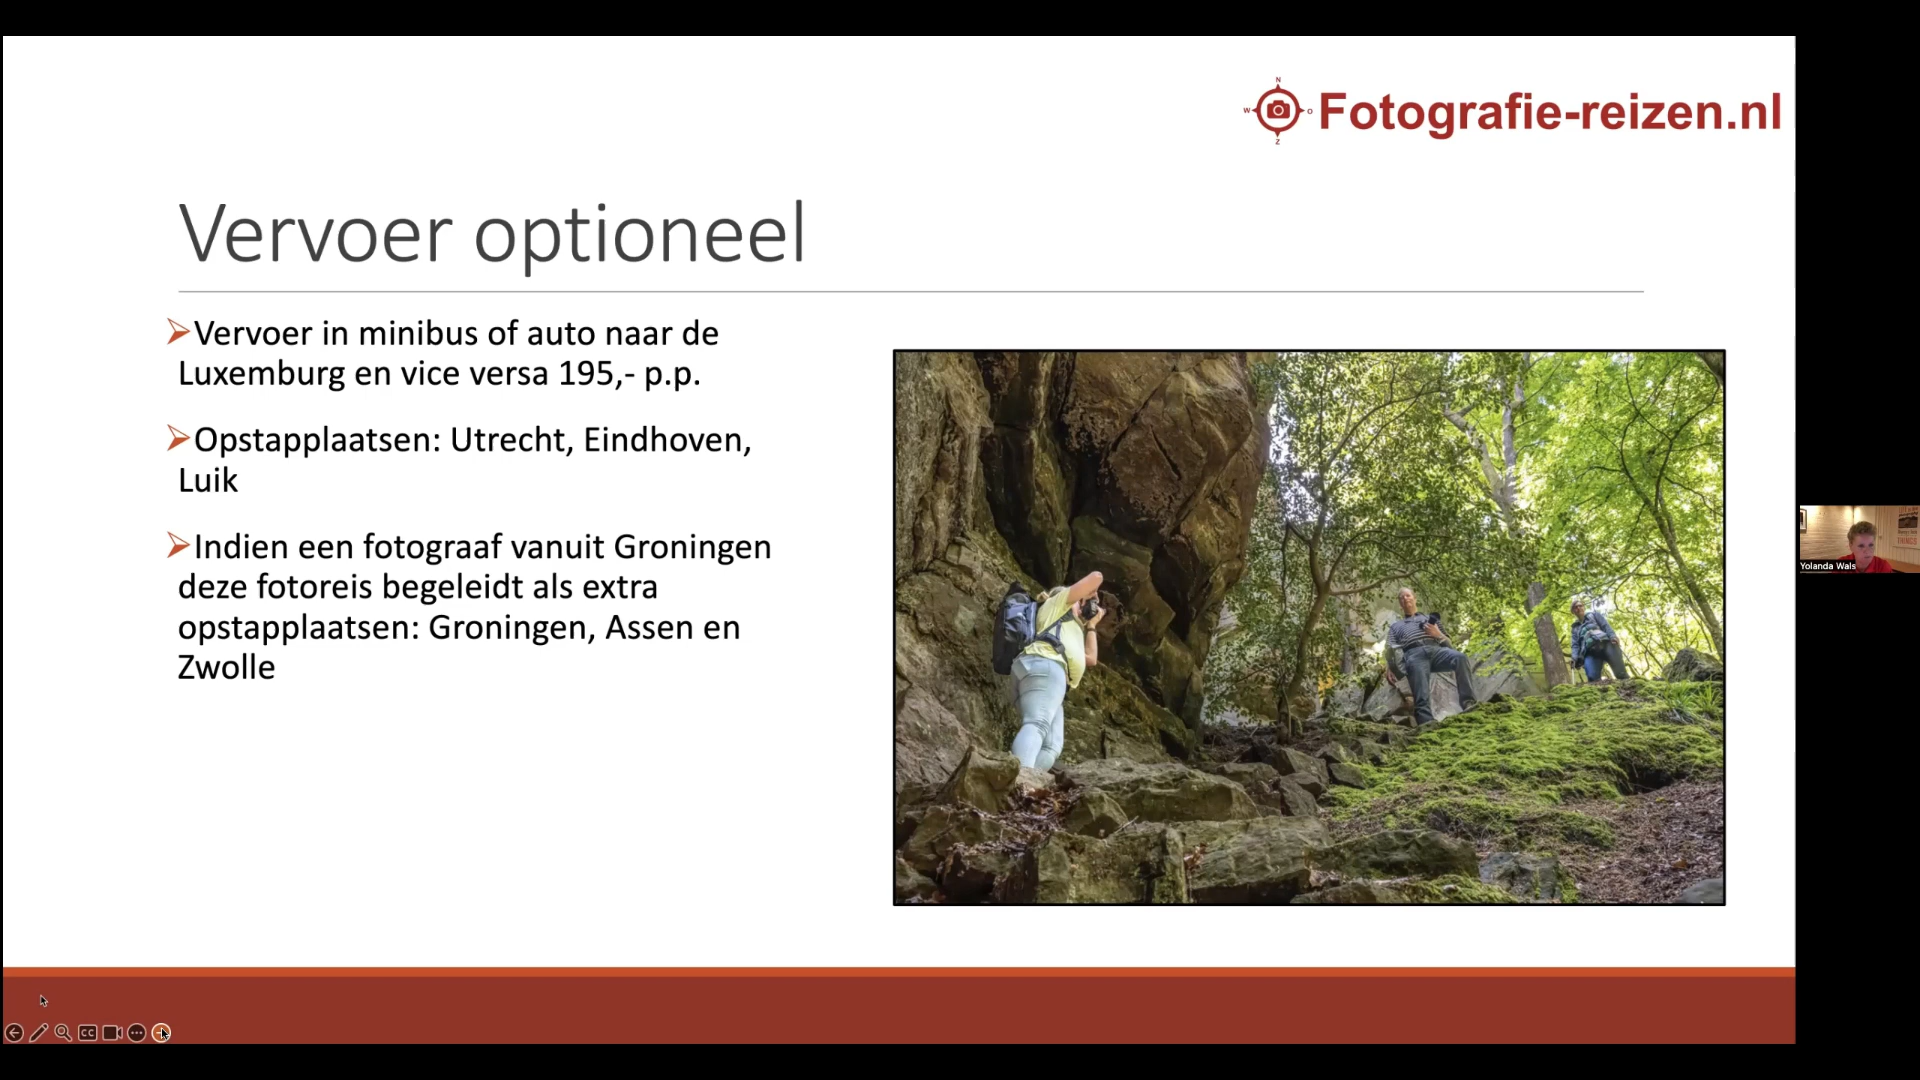 N
W
O
Z
Fotografie-reizen.nl
Vervoer optioneel
Vervoer in minibus of auto naar de
Luxemburg en vice versa 195,- p.p.
Opstapplaatsen: Utrecht, Eindhoven,
Luik
Indien een fotograaf vanuit Groningen
deze fotoreis begeleidt als extra
opstapplaatsen: Groningen, Assen en
Zwolle
Yolanda Wals
CC